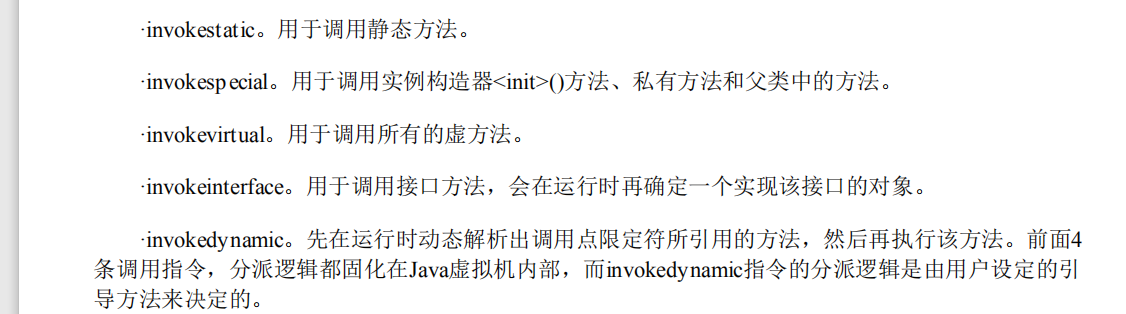 ·invokestatic。用于调用静态方法。
·invokespecial。用于调用实例构造器<init>()方法、私有方法和父类中的方法。
·invokevirtual。用于调用所有的虚方法。
·invokeinterface。用于调用接口方法，会在运行时再确定一个实现该接口的对象。
·invokedynamic。先在运行时动态解析出调用点限定符所引用的方法，然后再执行该方法。前面4
条调用指令，分派逻辑都固化在Java虚拟机内部，而invokedynamic指令的分派逻辑是由用户设定的引
导方法来决定的。